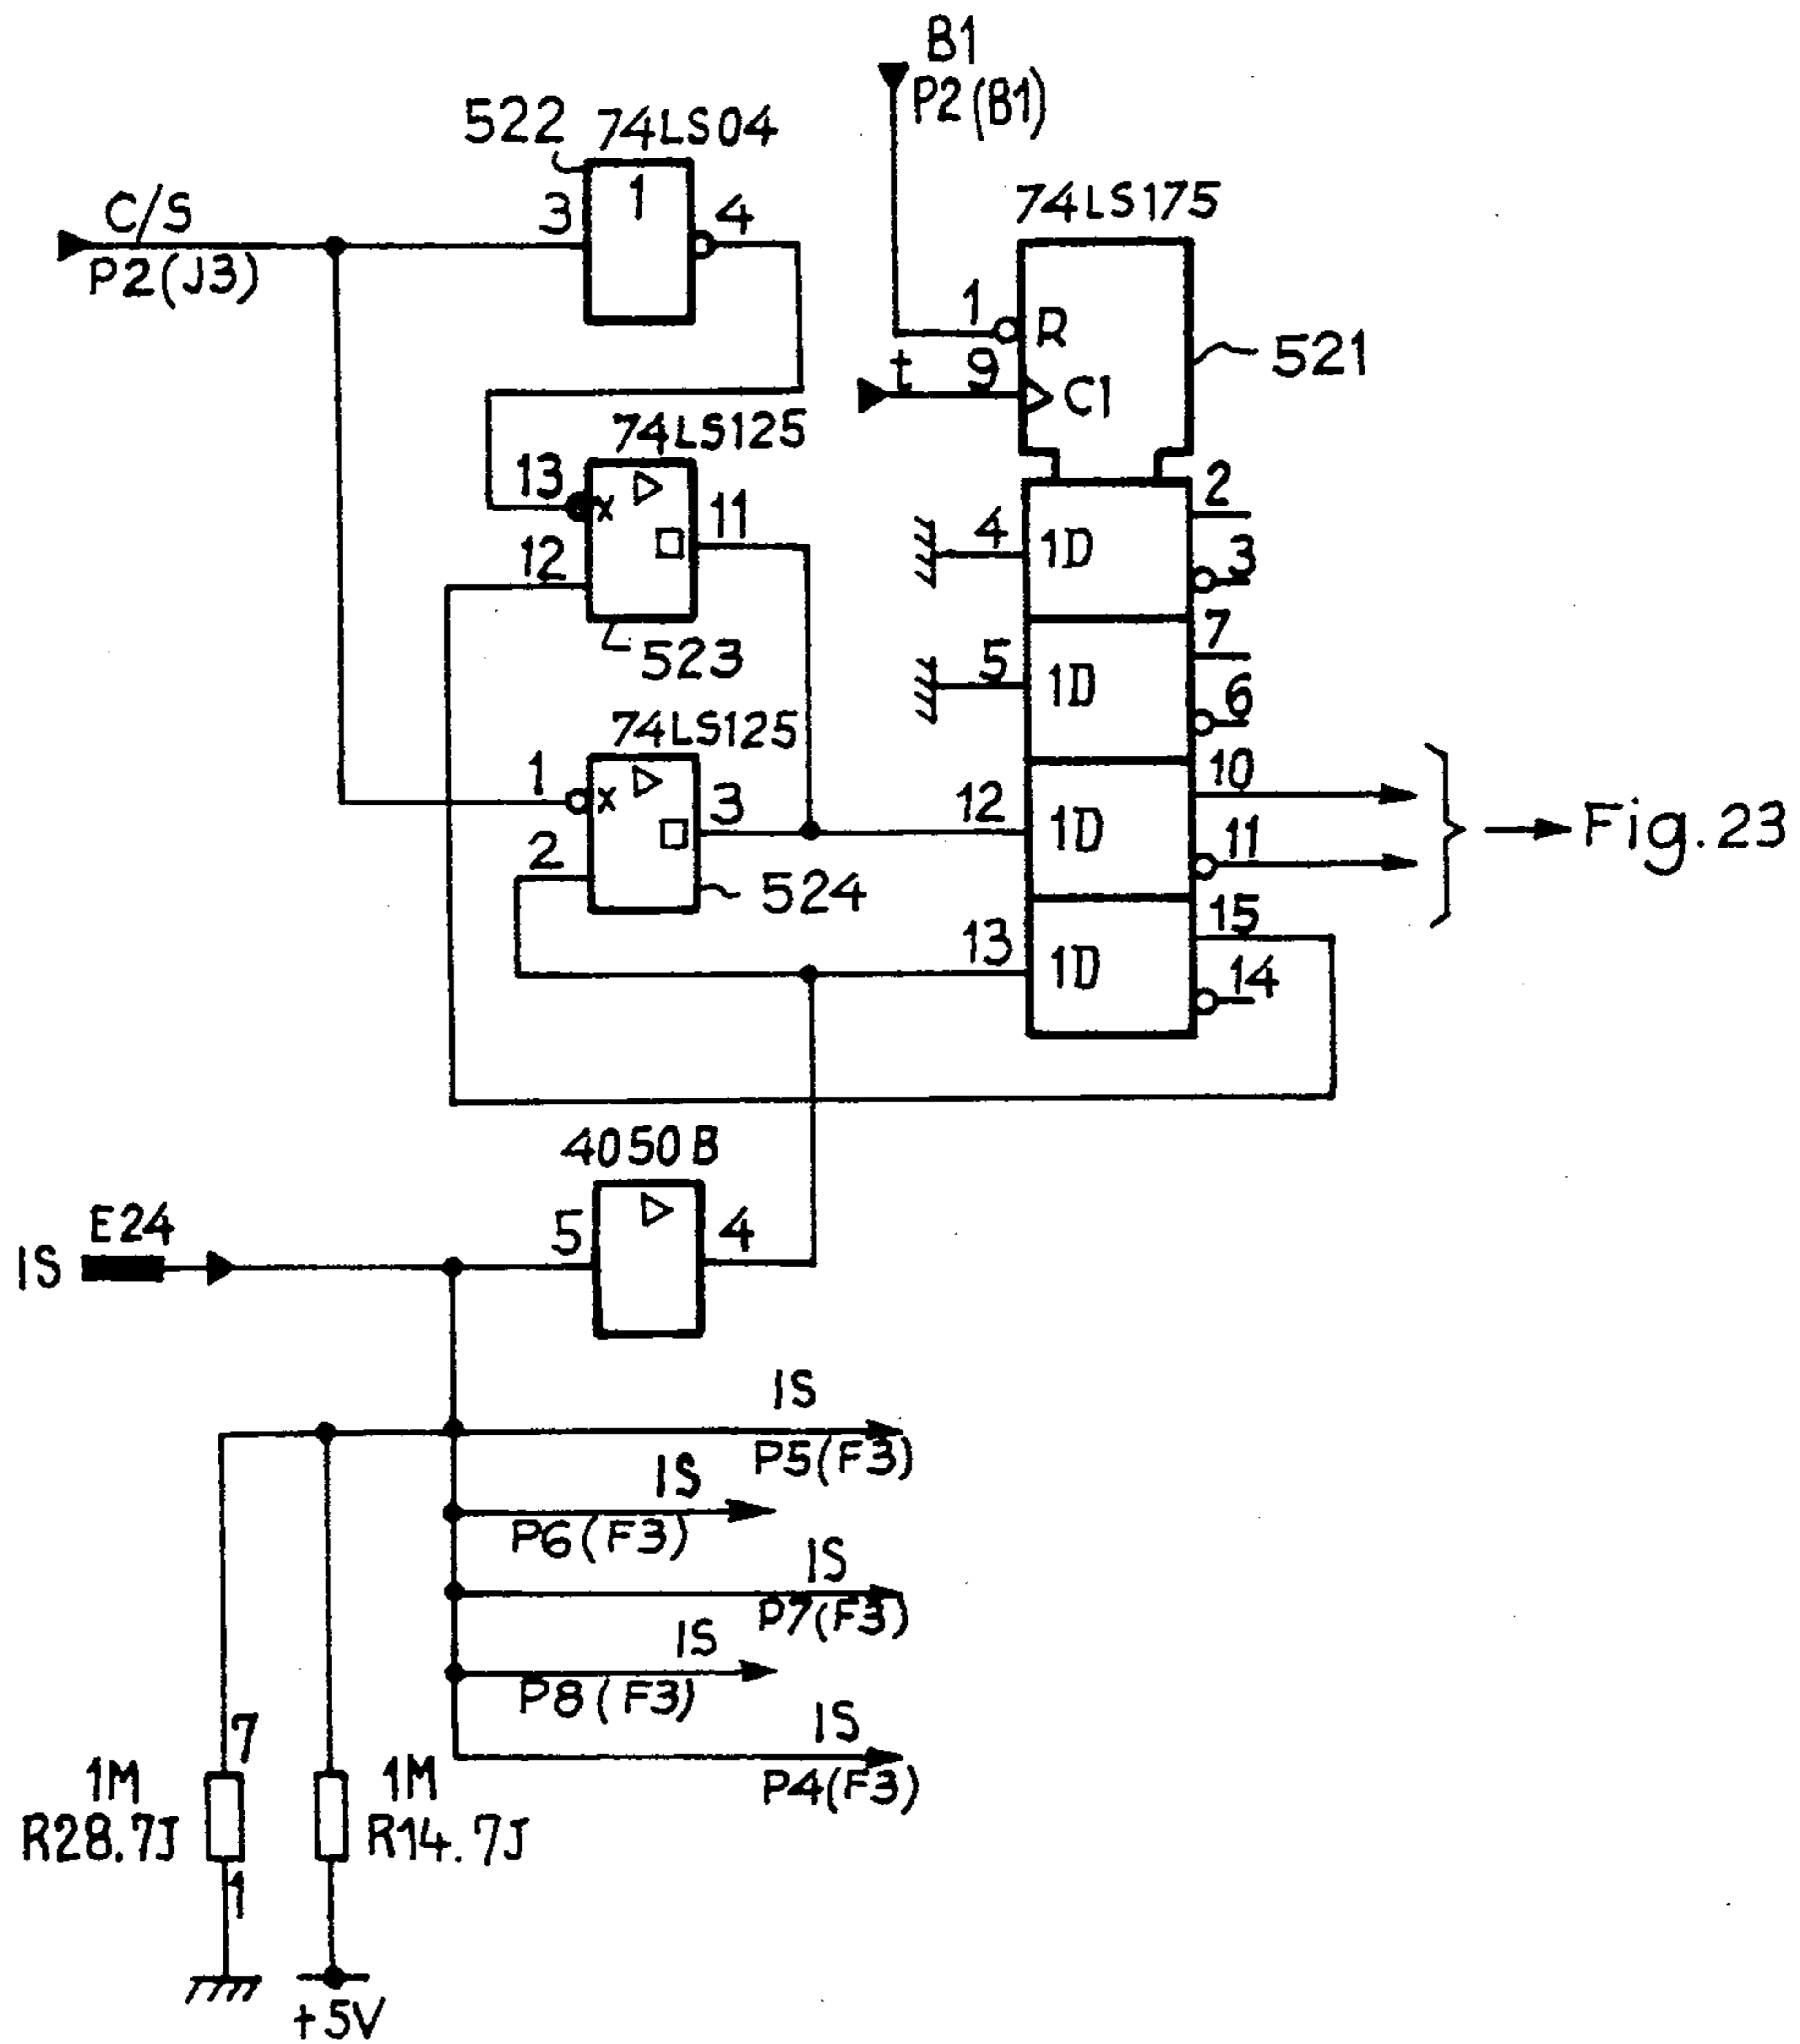 B1
P2(B1)
522
74LS04
1
3
4
C/S
P2(J3)
74LS175
1
R
t
9
C1
521
74LS125
13
X
11
12
523
2
4
1D
3
7
5
1D
6
74LS125
1
X
3
2
524
12
1D
10
11
Fig.23
13
1D
15
14
4050B
5
4
IS
E24
IS
P5(F3)
IS
P6(F3)
IS
P7(F3)
IS
P8(F3)
IS
P4(F3)
7
1M
R28.7J
1
1M
R14.7J
+5V